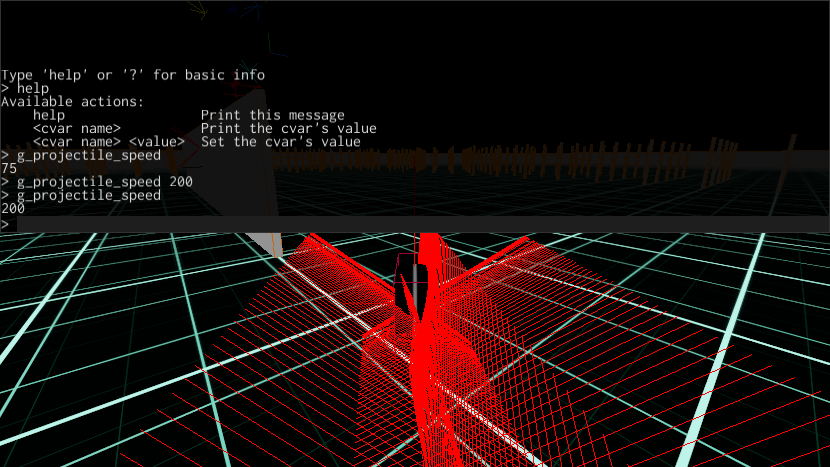 Type 'help' or '?' for basic info
> help
Available actions:
    help                 Print this message
    <cvar name>          Print the cvar's value
    <cvar name> <value>  Set the cvar's value
> g_projectile_speed
75
> g_projectile_speed 200
> g_projectile_speed
200
>